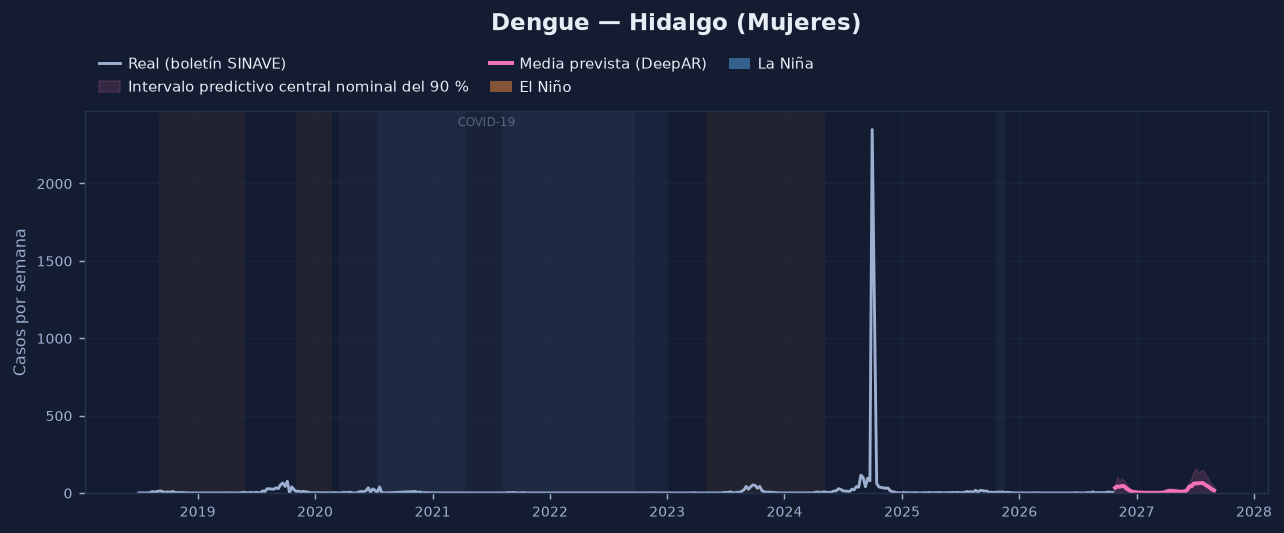 Dengue — Hidalgo (Mujeres)
Real (boletín SINAVE)
Intervalo predictivo central nominal del 90 %
Media prevista (DeepAR)
El Niño
La Niña
COVID-19
Casos por semana
2000
1500
1000
500
0
2019 2020 2021 2022 2023 2024 2025 2026 2027 2028